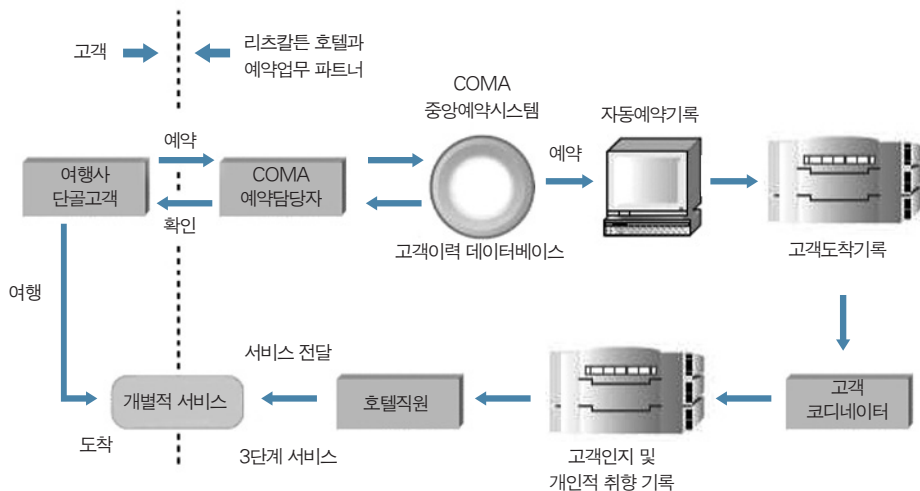 고객
리츠칼튼 호텔과
예약업무 파트너
COMA
중앙예약시스템
자동예약기록
예약
여행사
단골고객
COMA
예약담당자
예약
확인
고객이력 데이터베이스
고객도착기록
여행
서비스 전달
개별적 서비스
호텔직원
고객
코디네이터
도착
3단계 서비스
고객인지 및
개인적 취향 기록